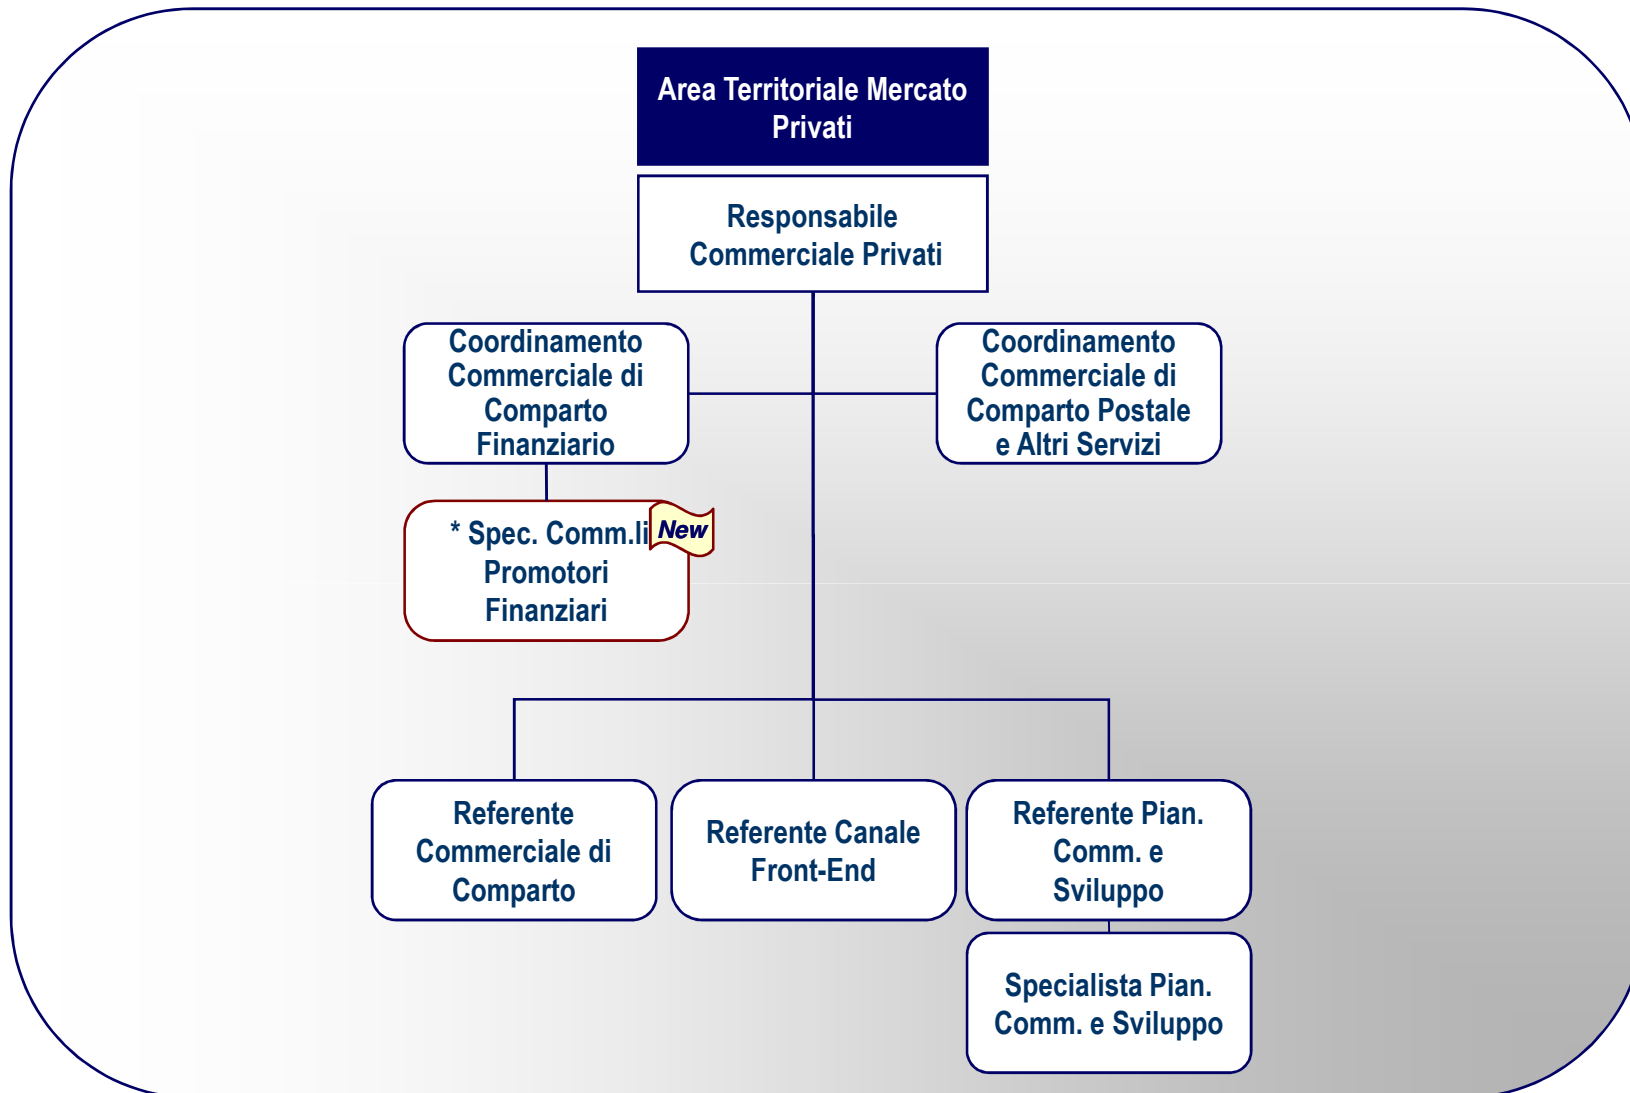 Area Territoriale Mercato
Privati
Responsabile
Commerciale Privati
Coordinamento
Commerciale di
Comparto
Finanziario
Coordinamento
Commerciale di
Comparto Postale
e Altri Servizi
* Spec. Comm.li
Promotori
Finanziari
New
Referente
Commerciale di
Comparto
Referente Canale
Front-End
Referente Pian.
Comm. e
Sviluppo
Specialista Pian.
Comm. e Sviluppo